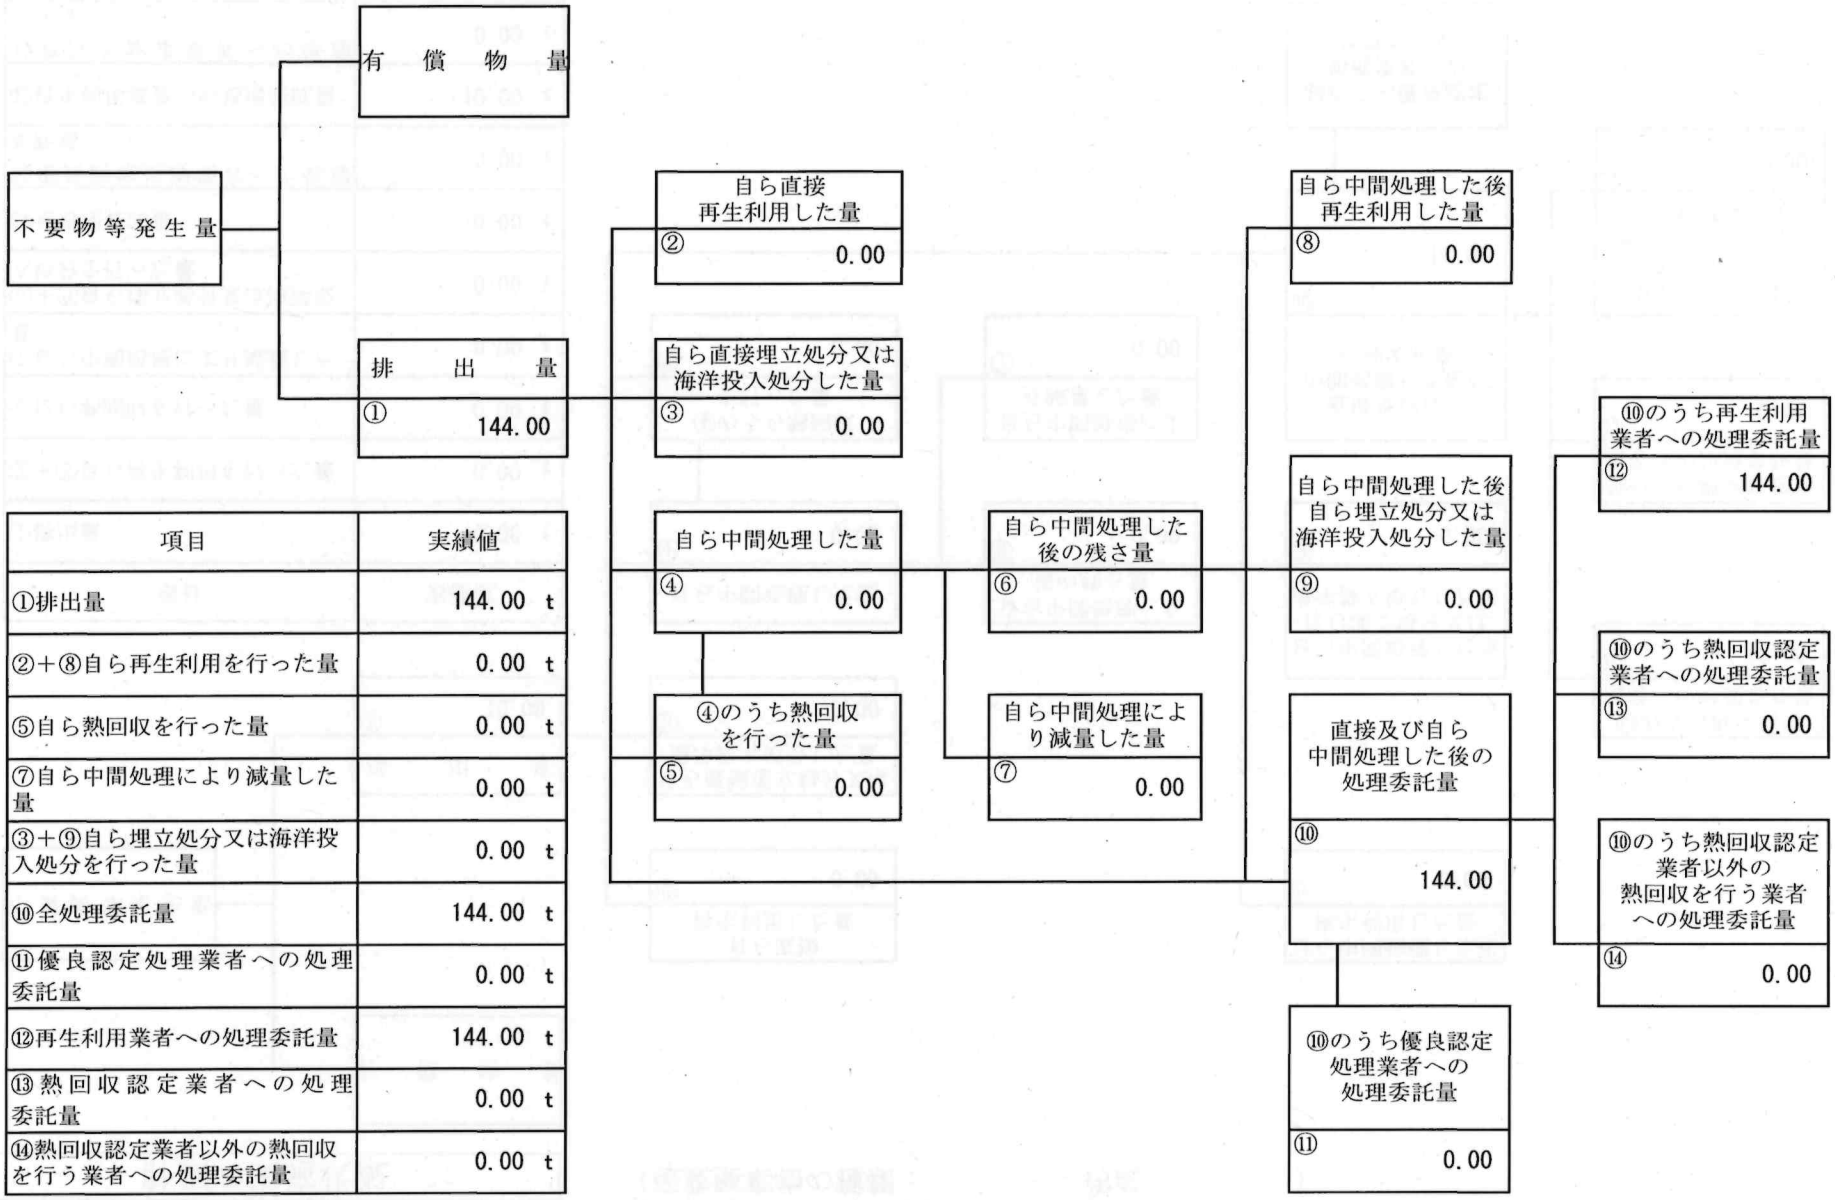 有償物量
不要物等発生量
排出量
①
144.00
自ら直接
再生利用した量
②
0.00
自ら直接埋立処分又は
海洋投入処分した量
③
0.00
自ら中間処理した量
④
0.00
④のうち熱回収
を行った量
⑤
0.00
自ら中間処理した
後の残さ量
⑥
0.00
自ら中間処理によ
り減量した量
⑦
0.00
自ら中間処理した後
再生利用した量
⑧
0.00
自ら中間処理した後
自ら埋立処分又は
海洋投入処分した量
⑨
0.00
直接及び自ら
中間処理した後の
処理委託量
⑩
144.00
⑩のうち優良認定
処理業者への
処理委託量
⑪
0.00
⑩のうち再生利用
業者への処理委託量
⑫
144.00
⑩のうち熱回収認定
業者への処理委託量
⑬
0.00
⑩のうち熱回収認定
業者以外の
熱回収を行う業者
への処理委託量
⑭
0.00
項目 実績値
①排出量 144.00 t
②+⑧自ら再生利用を行った量 0.00 t
⑤自ら熱回収を行った量 0.00 t
⑦自ら中間処理により減量した
量 0.00 t
③+⑨自ら埋立処分又は海洋投
入処分を行った量 0.00 t
⑩全処理委託量 144.00 t
⑪優良認定処理業者への処理
委託量 0.00 t
⑫再生利用業者への処理委託量 144.00 t
⑬熱回収認定業者への処理
委託量 0.00 t
⑭熱回収認定業者以外の熱回収
を行う業者への処理委託量 0.00 t